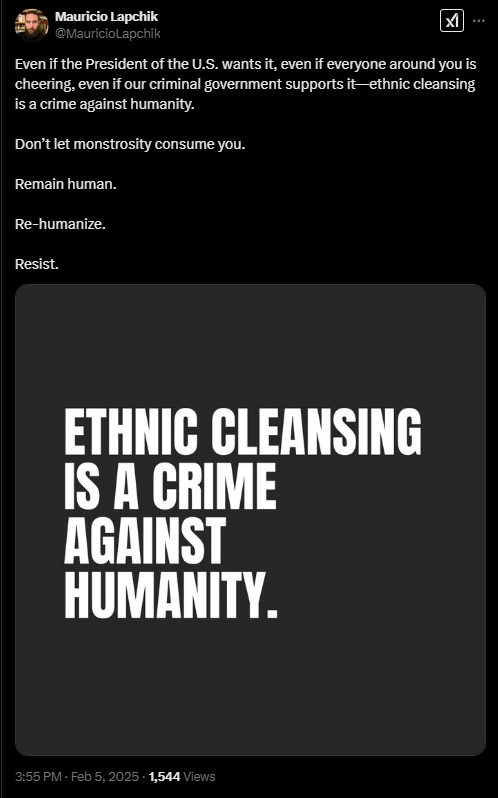 Mauricio Lapchik
@MauricioLapchik
Even if the President of the U.S. wants it, even if everyone around you is
cheering, even if our criminal government supports it—ethnic cleansing
is a crime against humanity.
Don’t let monstrosity consume you.
Remain human.
Re-humanize.
Resist.
ETHNIC CLEANSING
IS A CRIME
AGAINST
HUMANITY.
3:55 PM · Feb 5, 2025 · 1,544 Views